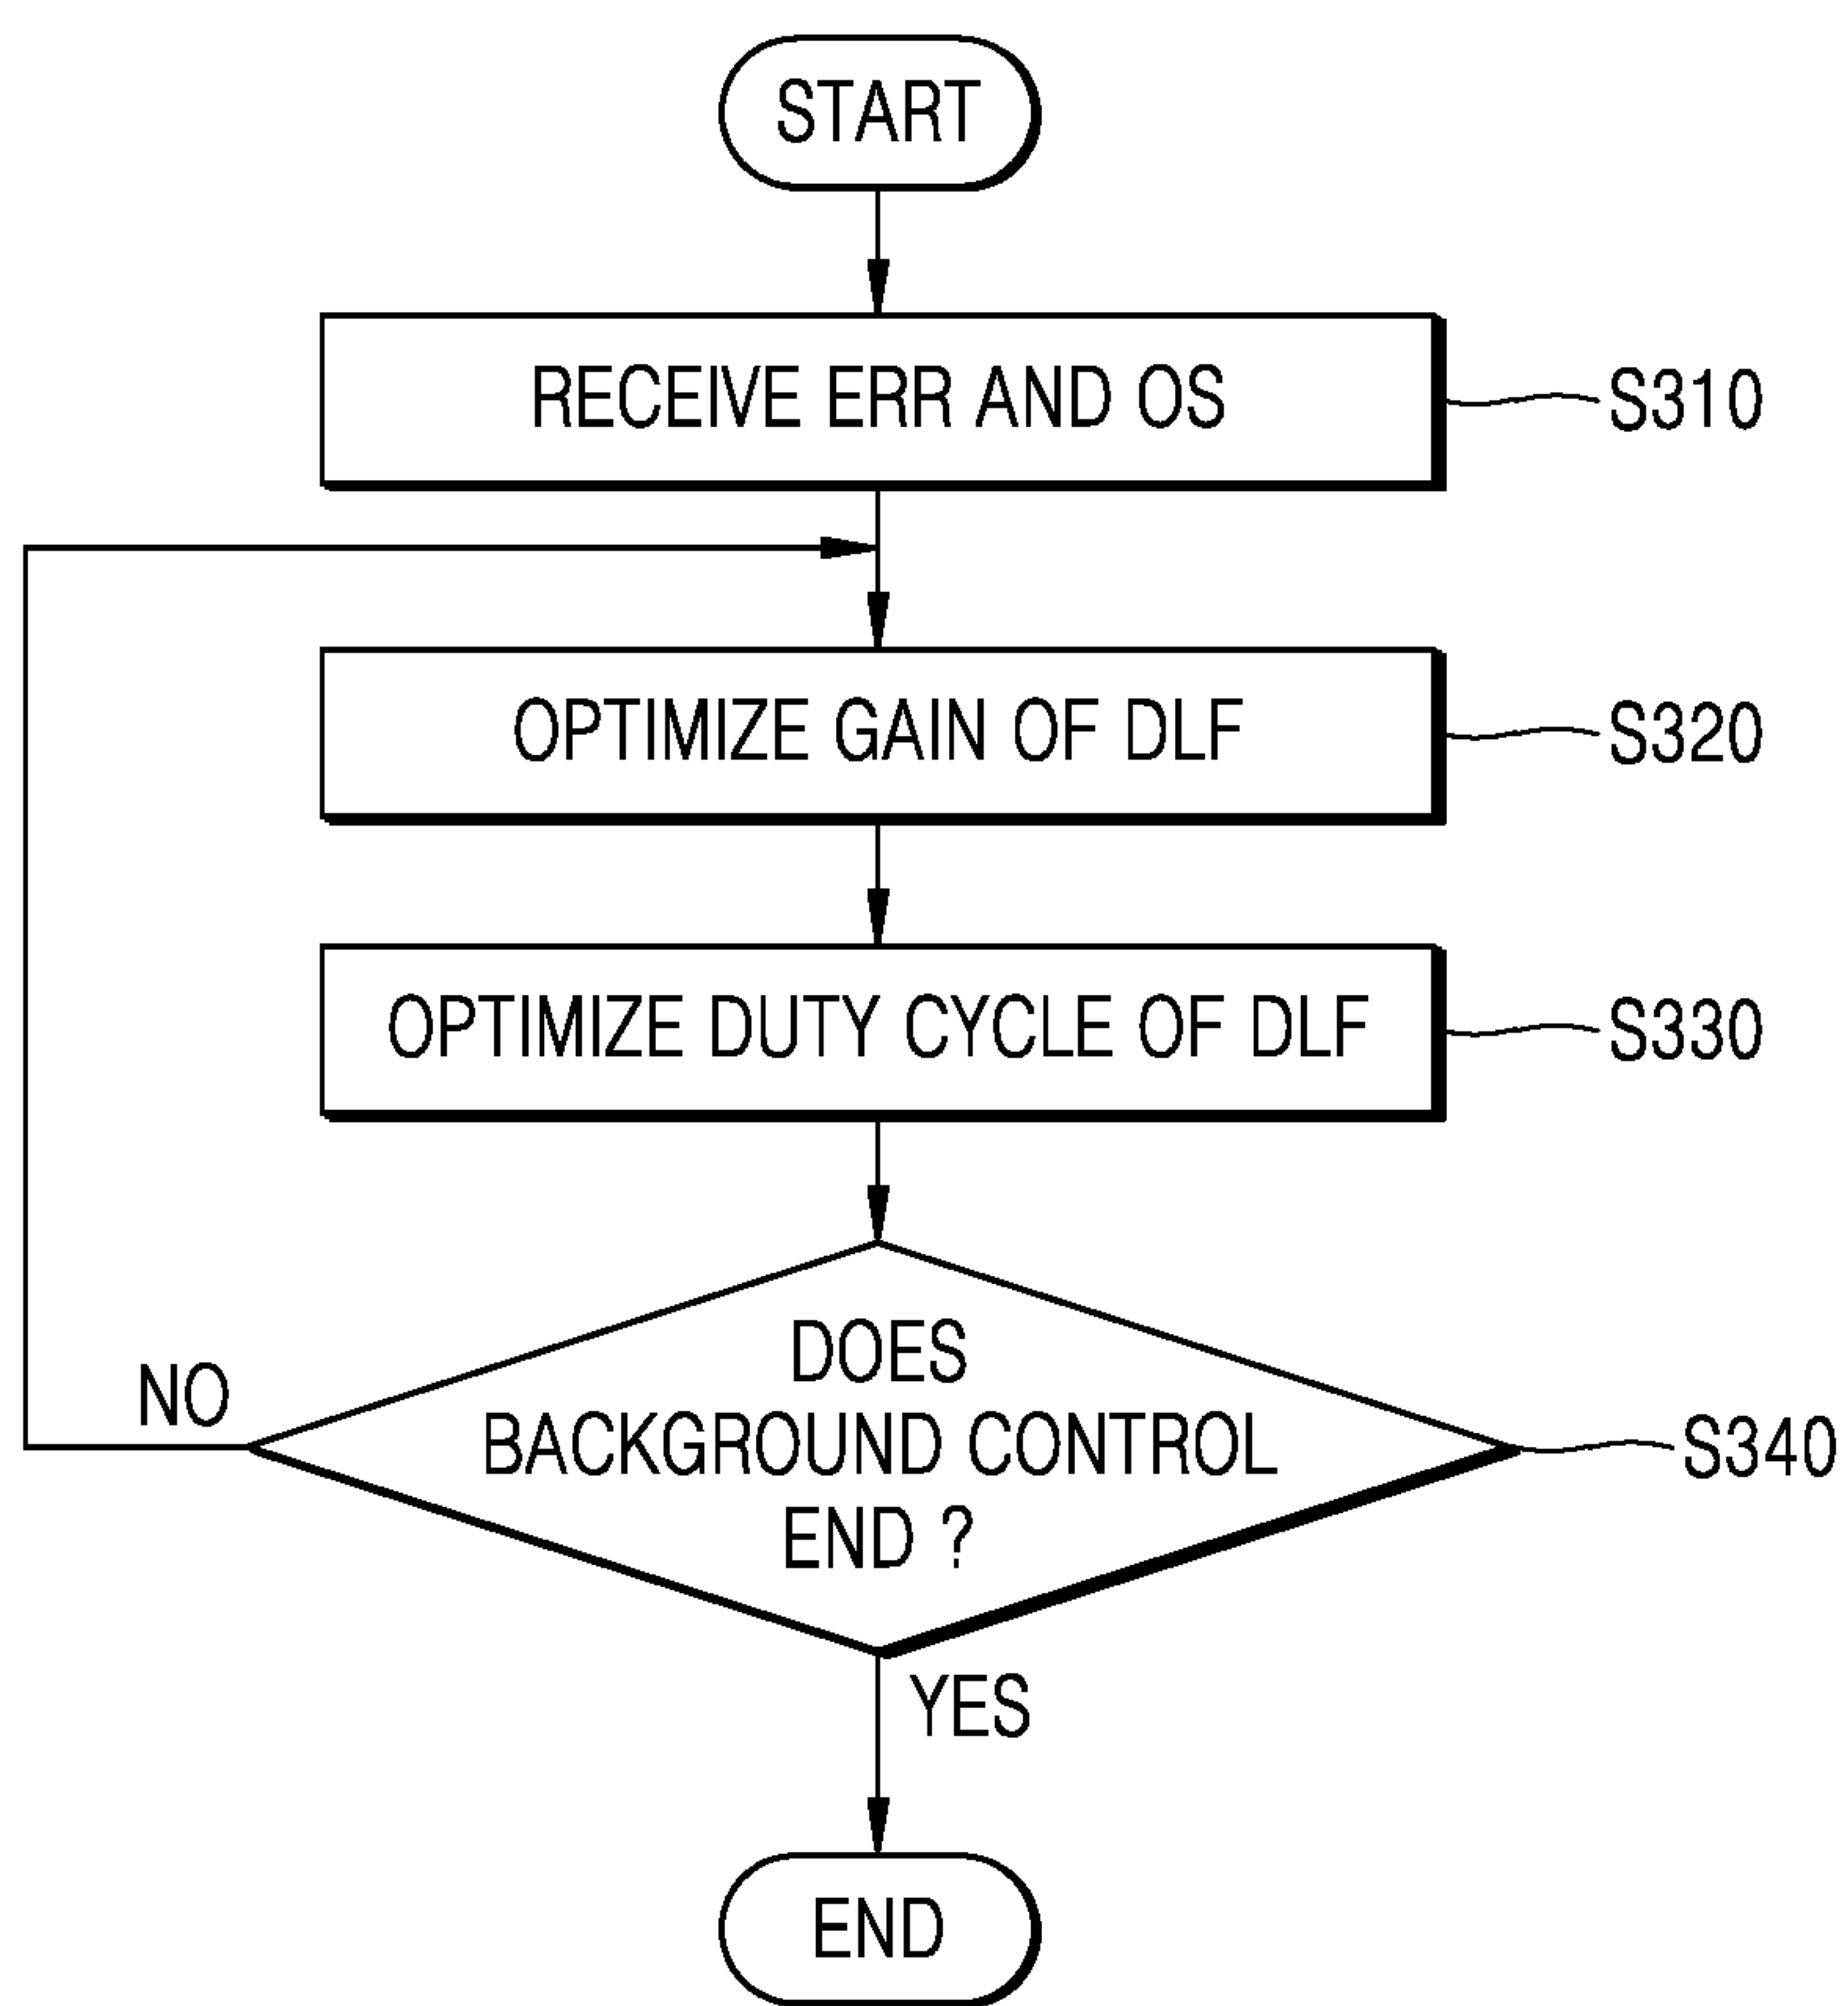 START
RECEIVE ERR AND OS
S310
OPTIMIZE GAIN OF DLF
S320
OPTIMIZE DUTY CYCLE OF DLF
S330
DOES
BACKGROUND CONTROL
END ?
S340
NO
YES
END